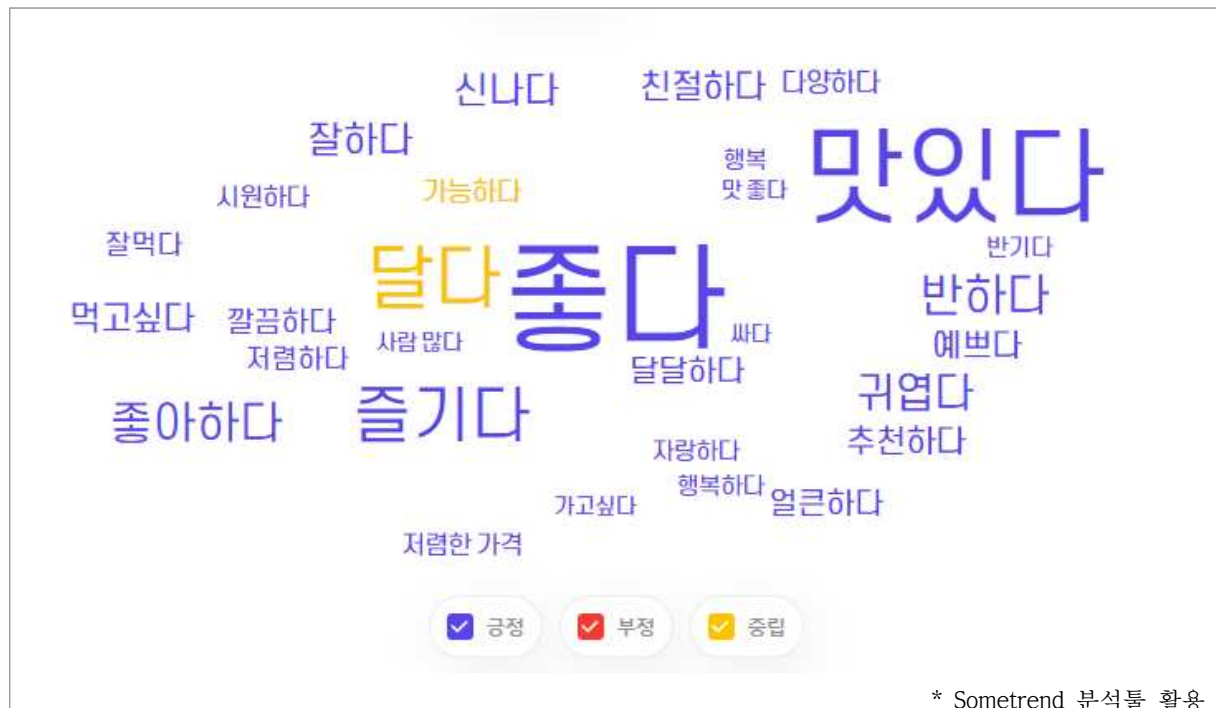 신나다
친절하다 다양하다
잘하다
맛있다
행복
맛 좋다
시원하다
가능하다
잘먹다
반기다
달다
좋다
반하다
먹고싶다
깔끔하다
사람 많다
싸다
예쁘다
저렴하다
달달하다
귀엽다
좋아하다
즐기다
추천하다
자랑하다
행복하다
얼큰하다
가고싶다
저렴한 가격
긍정 부정 중립
* Sometrend 분석툴 활용